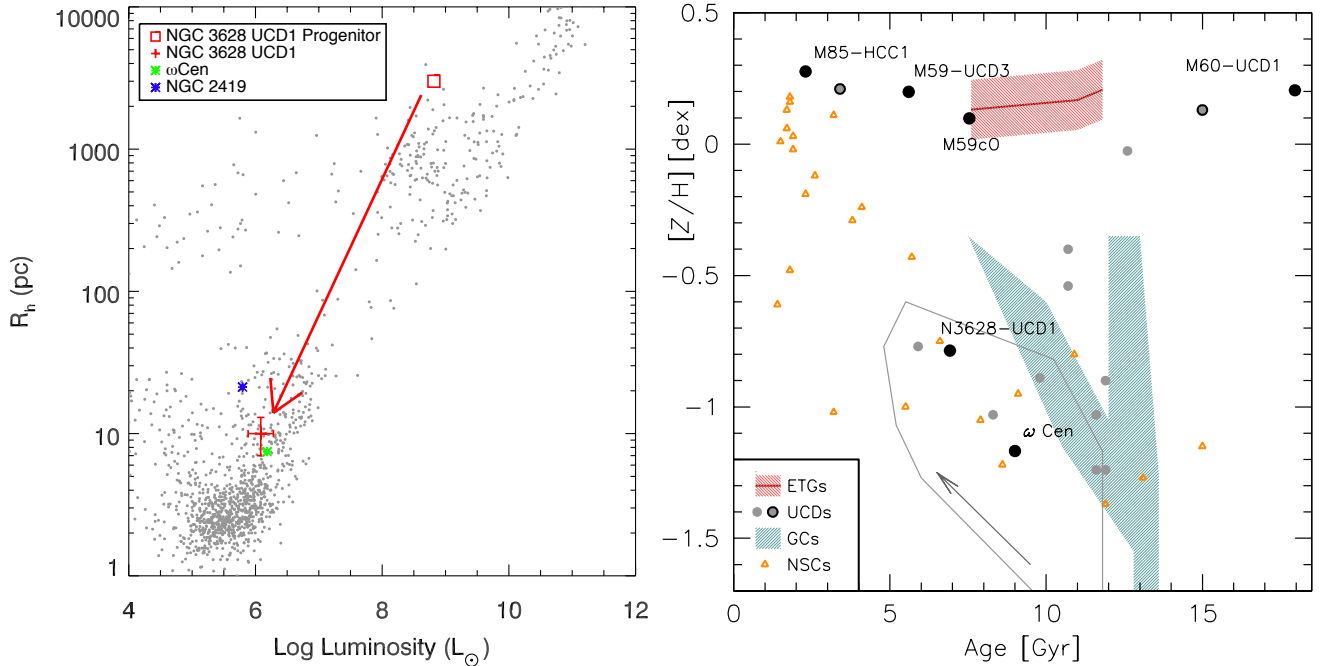 10000
1000
100
10
1
R_h (pc)
NGC 3628 UCD1 Progenitor
NGC 3628 UCD1
ωCen
NGC 2419
4
6
8
10
12
Log Luminosity (L_⊙)
0.5
0
−0.5
−1
−1.5
[Z/H] [dex]
M85−HCC1
M59−UCD3
M60−UCD1
M59cO
N3628−UCD1
ω Cen
ETGs
UCDs
GCs
NSCs
0
5
10
15
Age [Gyr]